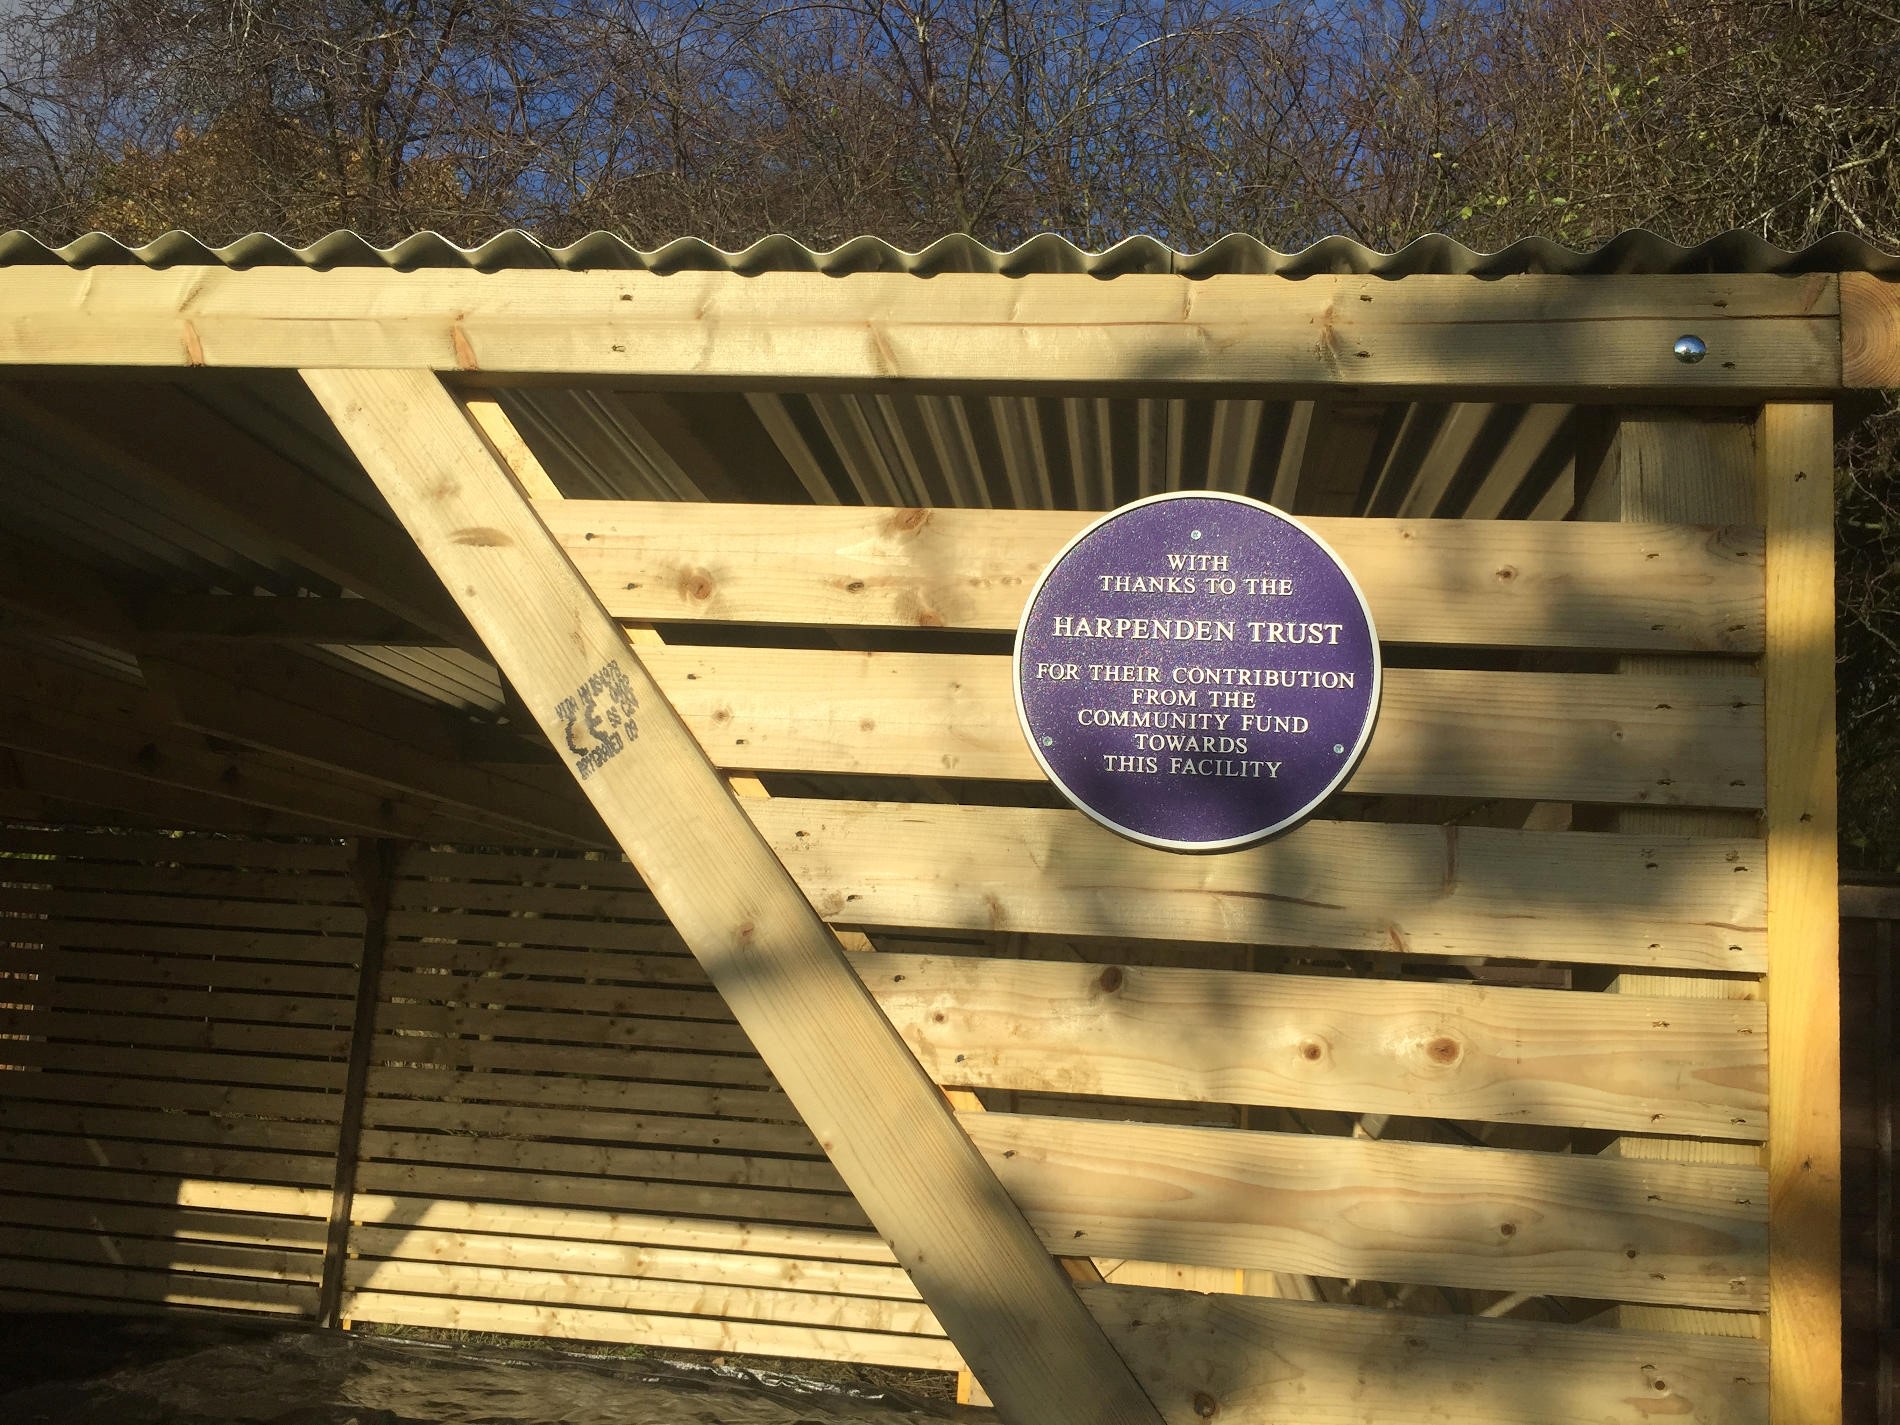 WITH
THANKS TO THE
HARPENDEN TRUST
FOR THEIR CONTRIBUTION
FROM THE
COMMUNITY FUND
TOWARDS
THIS FACILITY